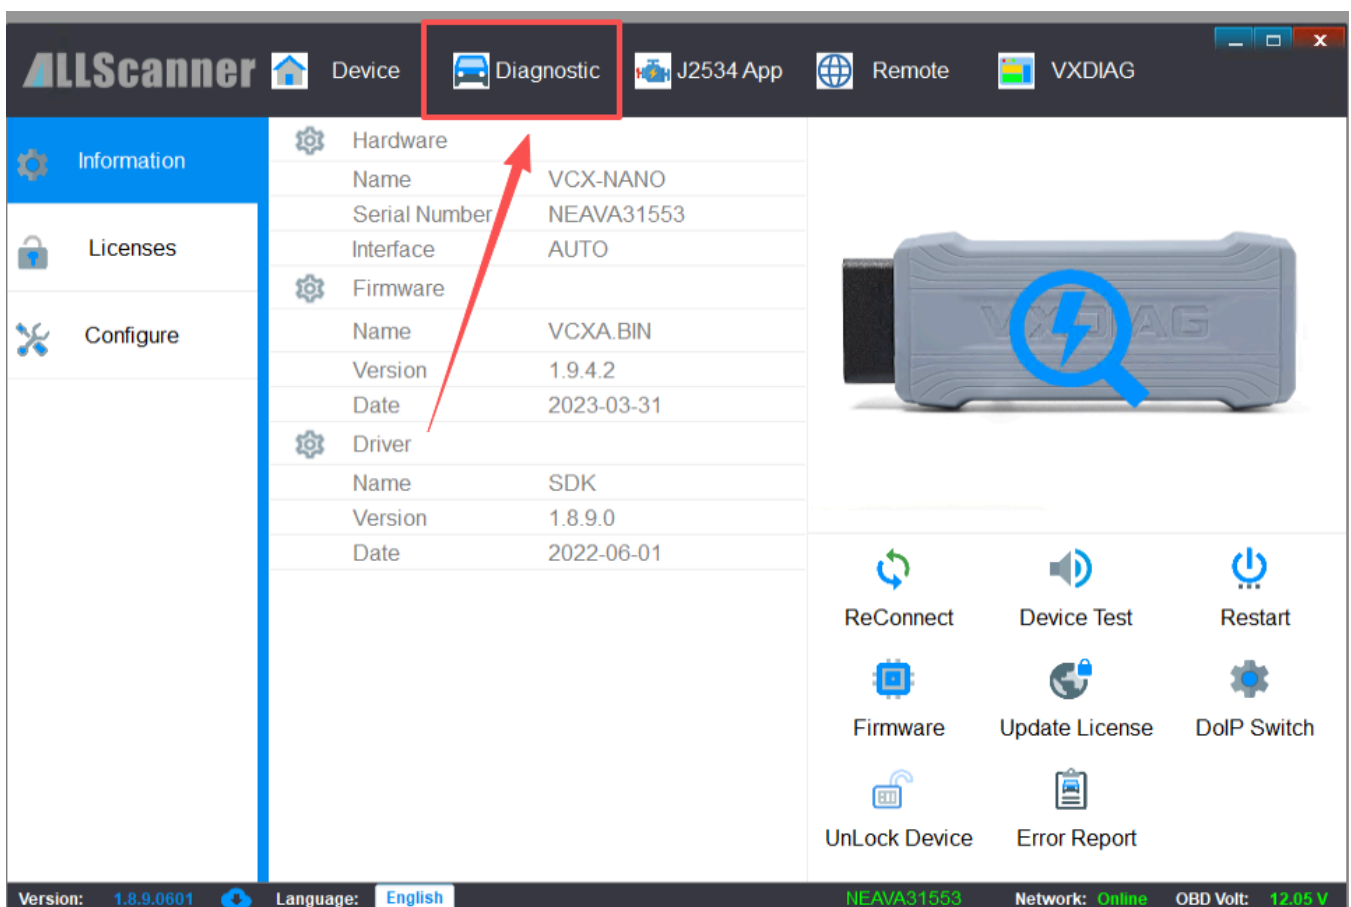 ALLScanner
Device
Diagnostic
J2534 App
Remote
VXDIAG
Information
Licenses
Configure
Hardware
Name VCX-NANO
Serial Number NEAVA31553
Interface AUTO
Firmware
Name VCXA.BIN
Version 1.9.4.2
Date 2023-03-31
Driver
Name SDK
Version 1.8.9.0
Date 2022-06-01
VXDIAG
ReConnect
Device Test
Restart
Firmware
Update License
DoIP Switch
UnLock Device
Error Report
Version: 1.8.9.0601 Language: English NEAVA31553 Network: Online OBD Volt: 12.05 V